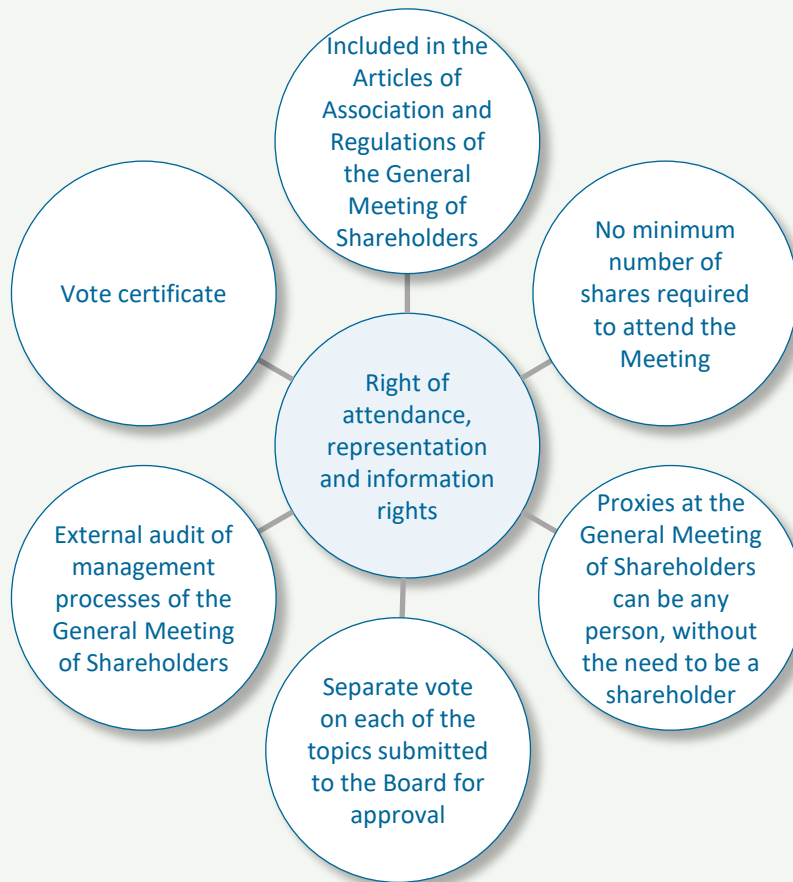 Included in the
Articles of
Association and
Regulations of
the General
Meeting of
Shareholders
No minimum
number of
shares required
to attend the
Meeting
Proxies at the
General Meeting
of Shareholders
can be any
person, without
the need to be a
shareholder
Separate vote
on each of the
topics submitted
to the Board for
approval
External audit of
management
processes of the
General Meeting
of Shareholders
Vote certificate
Right of
attendance,
representation
and information
rights